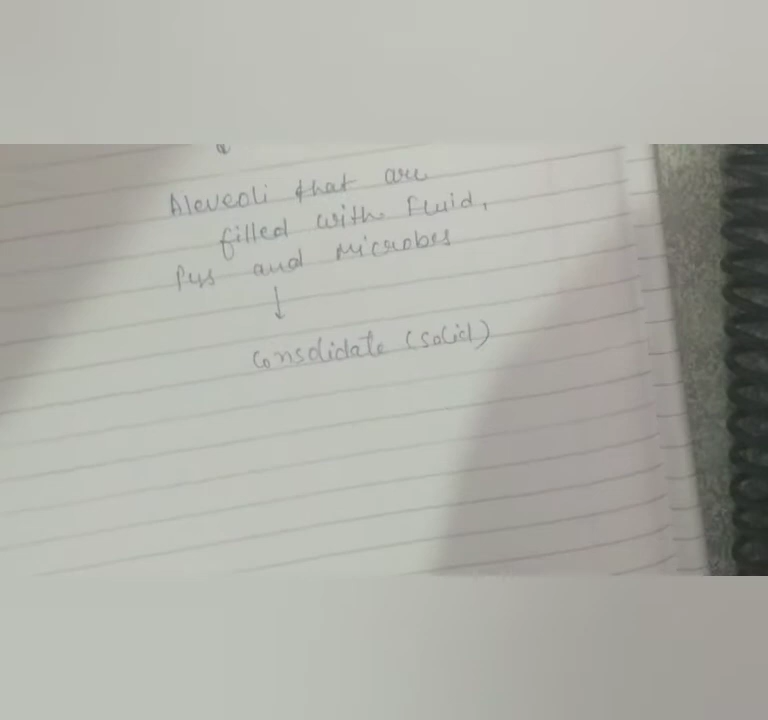 Aleveoli that are
filled with fluid,
Pus and microbes
↓
Consolidate (solid)